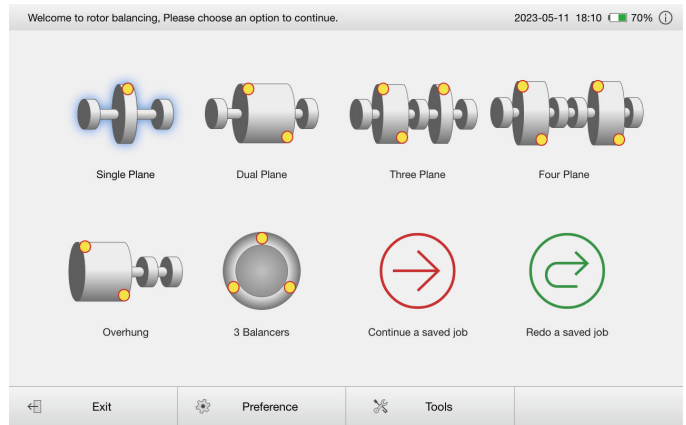 Welcome to rotor balancing, Please choose an option to continue.
2023-05-11 18:10 70%
Single Plane
Dual Plane
Three Plane
Four Plane
Overhung
3 Balancers
Continue a saved job
Redo a saved job
Exit
Preference
Tools